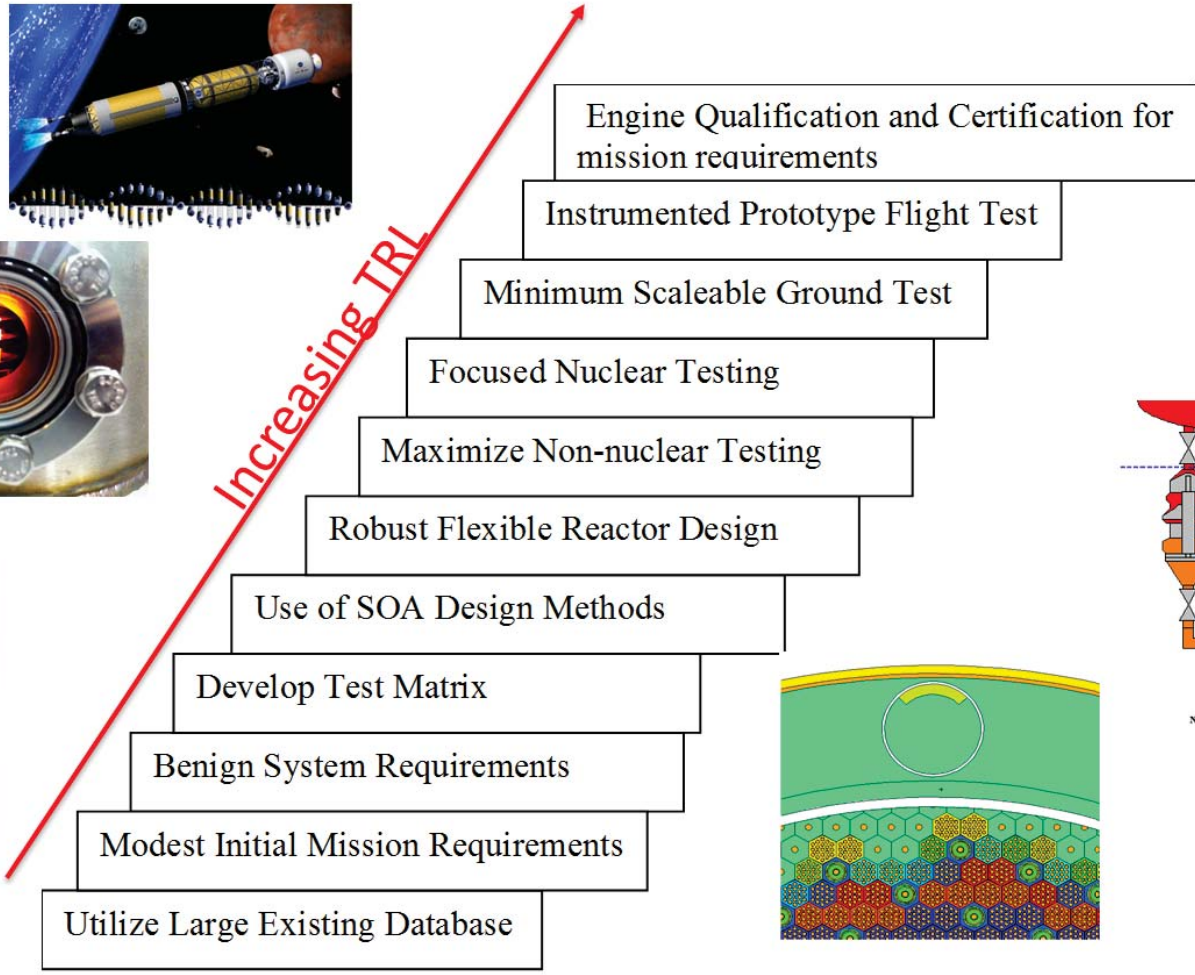 Engine Qualification and Certification for
mission requirements
Instrumented Prototype Flight Test
Increasing TRL
Minimum Scaleable Ground Test
Focused Nuclear Testing
Maximize Non-nuclear Testing
Robust Flexible Reactor Design
Use of SOA Design Methods
Develop Test Matrix
N
Benign System Requirements
Modest Initial Mission Requirements
Utilize Large Existing Database